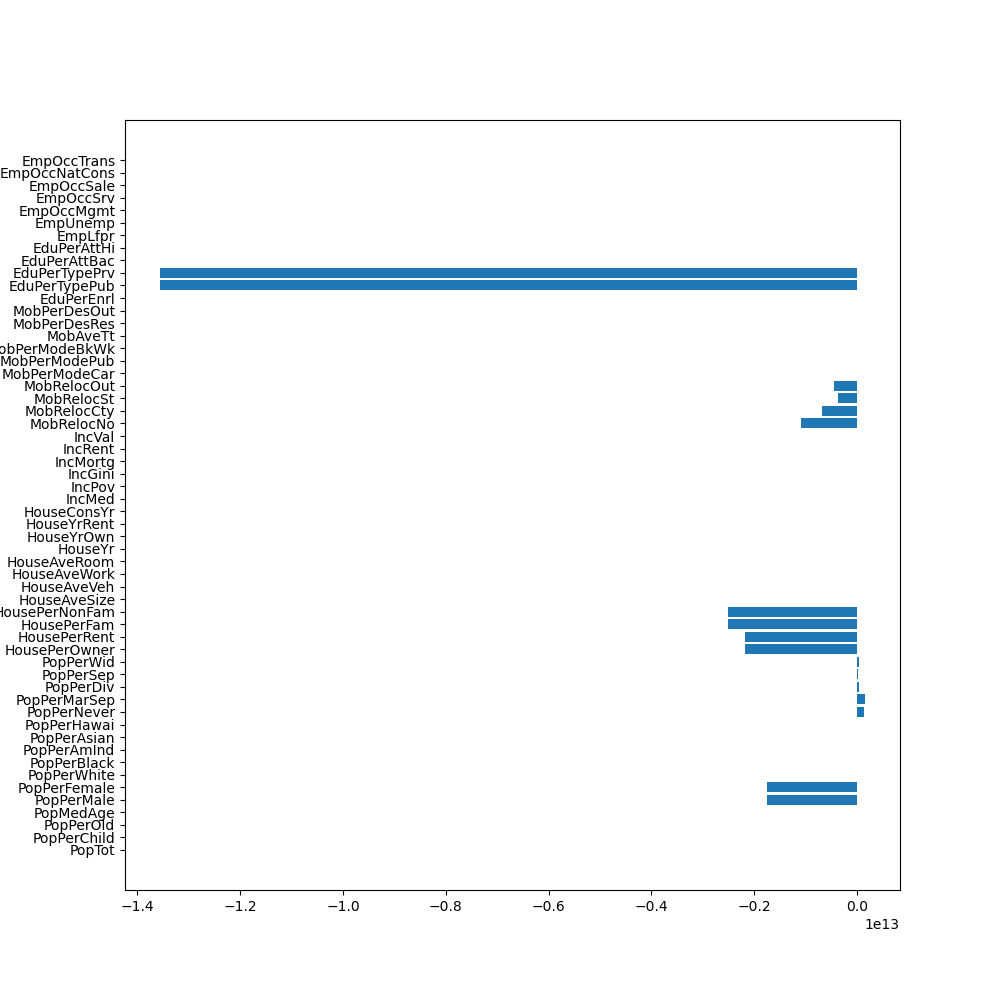 EmpOccTrans
EmpOccNatCons
EmpOccSale
EmpOccSrv
EmpOccMgmt
EmpUnemp
EmpLfpr
EduPerAttHi
EduPerAttBac
EduPerTypePrv
EduPerTypePub
EduPerEnrl
MobPerDesOut
MobPerDesRes
MobAveTt
obPerModeBkWk
MobPerModePub
MobPerModeCar
MobRelocOut
MobRelocSt
MobRelocCty
MobRelocNo
IncVal
IncRent
IncMortg
IncGini
IncPov
IncMed
HouseConsYr
HouseYrRent
HouseYrOwn
HouseYr
HouseAveRoom
HouseAveWork
HouseAveVeh
HouseAveSize
HousePerNonFam
HousePerFam
HousePerRent
HousePerOwner
PopPerWid
PopPerSep
PopPerDiv
PopPerMarSep
PopPerNever
PopPerHawai
PopPerAsian
PopPerAmInd
PopPerBlack
PopPerWhite
PopPerFemale
PopPerMale
PopMedAge
PopPerOld
PopPerChild
PopTot
−1.4 −1.2 −1.0 −0.8 −0.6 −0.4 −0.2 0.0
1e13